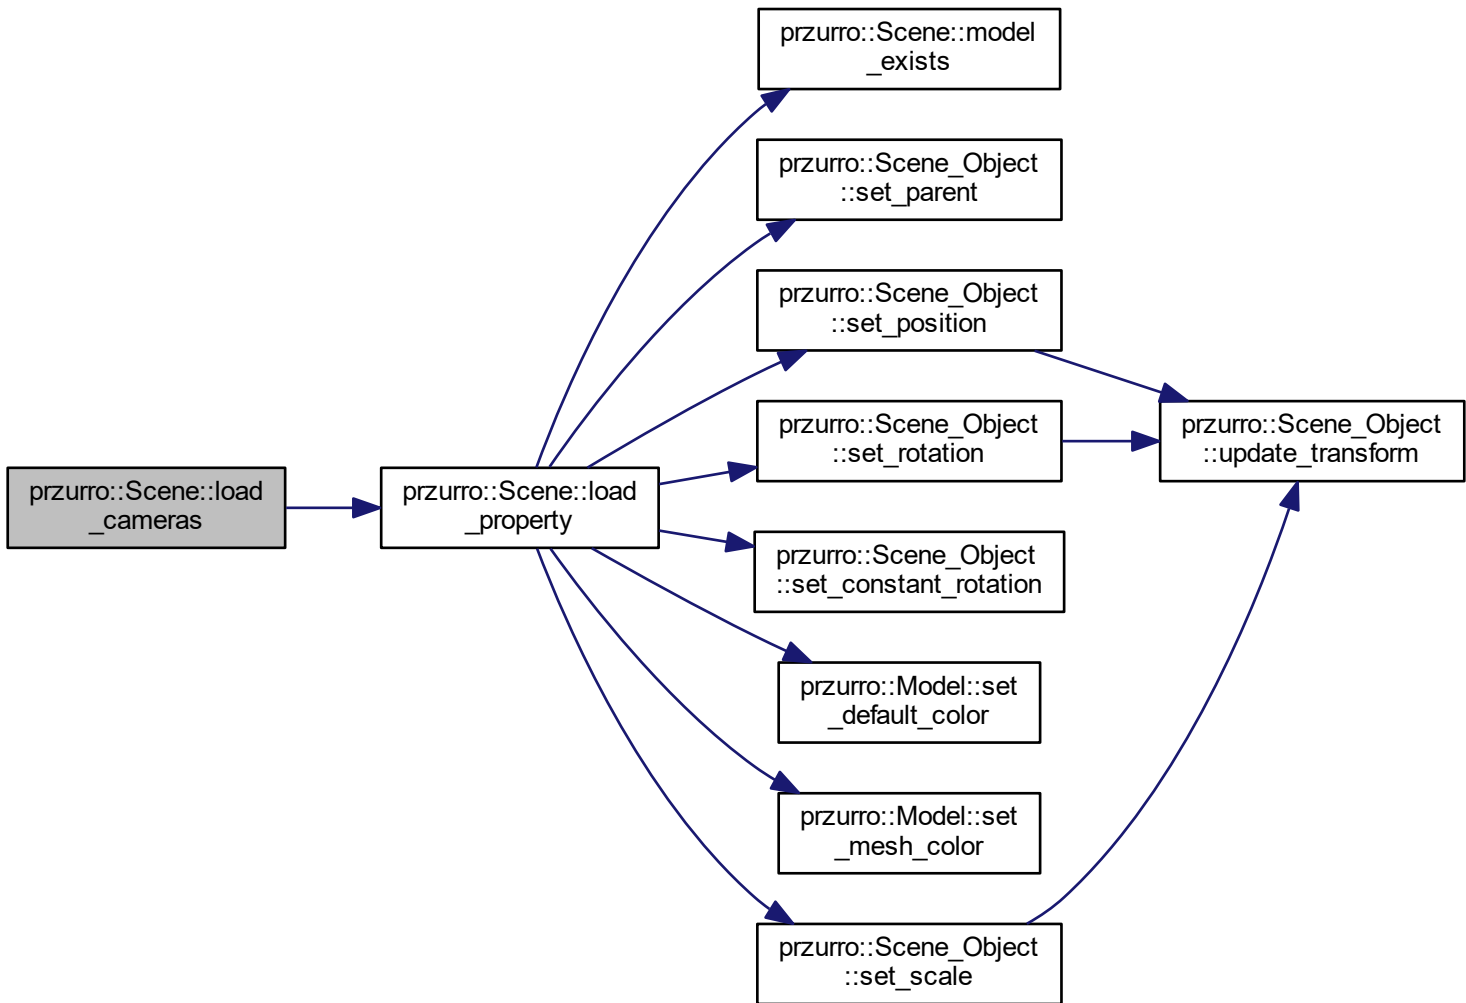 przurro::Scene::model
_exists
przurro::Scene_Object
::set_parent
przurro::Scene_Object
::set_position
przurro::Scene_Object
::set_rotation
przurro::Scene_Object
::update_transform
przurro::Scene::load
_cameras
przurro::Scene::load
_property
przurro::Scene_Object
::set_constant_rotation
przurro::Model::set
_default_color
przurro::Model::set
_mesh_color
przurro::Scene_Object
::set_scale